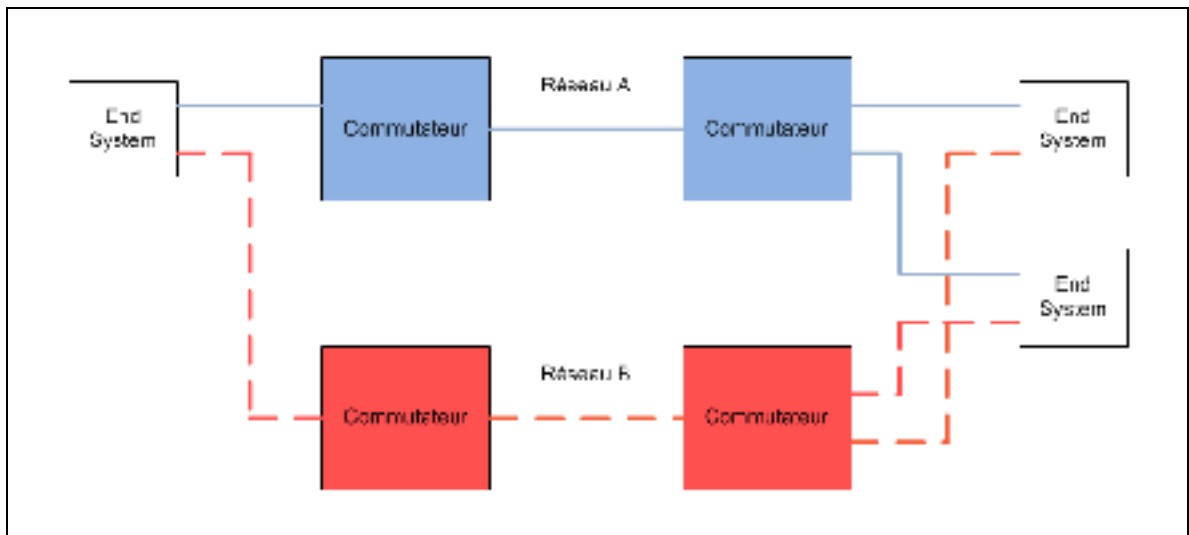 Réseau A
End
System
Commutateur
Commutateur
End
System
End
System
Réseau B
Commutateur
Commutateur